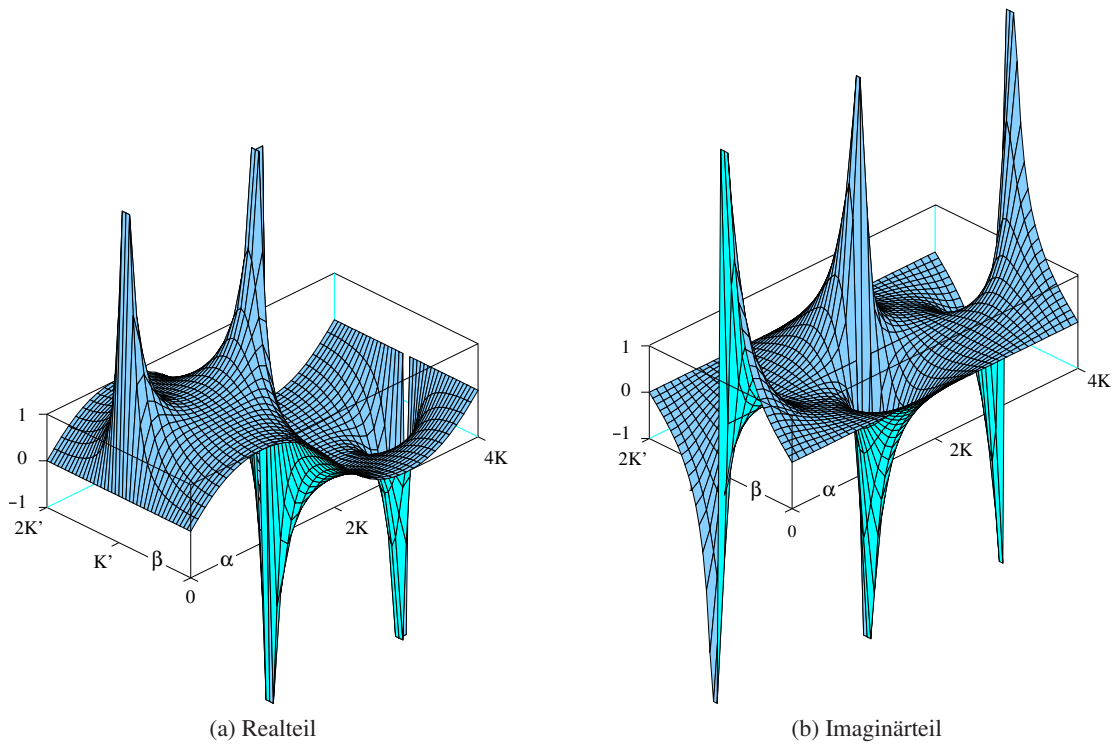 1
0
−1
2K’
K’
β
0
α
2K
4K
(a) Realteil
1
0
−1
2K’
β
0
α
2K
4K
(b) Imaginärteil